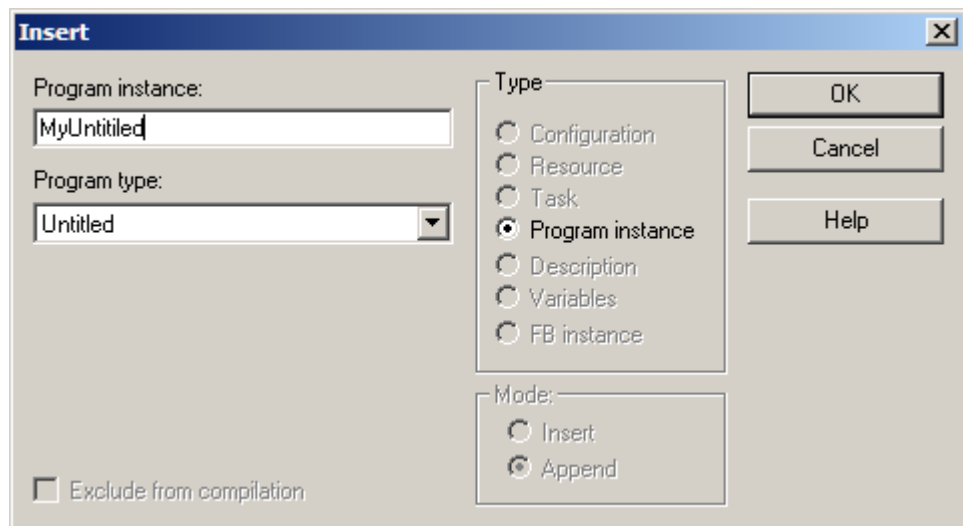 Insert
Program instance:
MyUntitiled
Program type:
Untitled
Type
Configuration
Resource
Task
Program instance
Description
Variables
FB instance
Mode:
Insert
Append
OK
Cancel
Help
Exclude from compilation